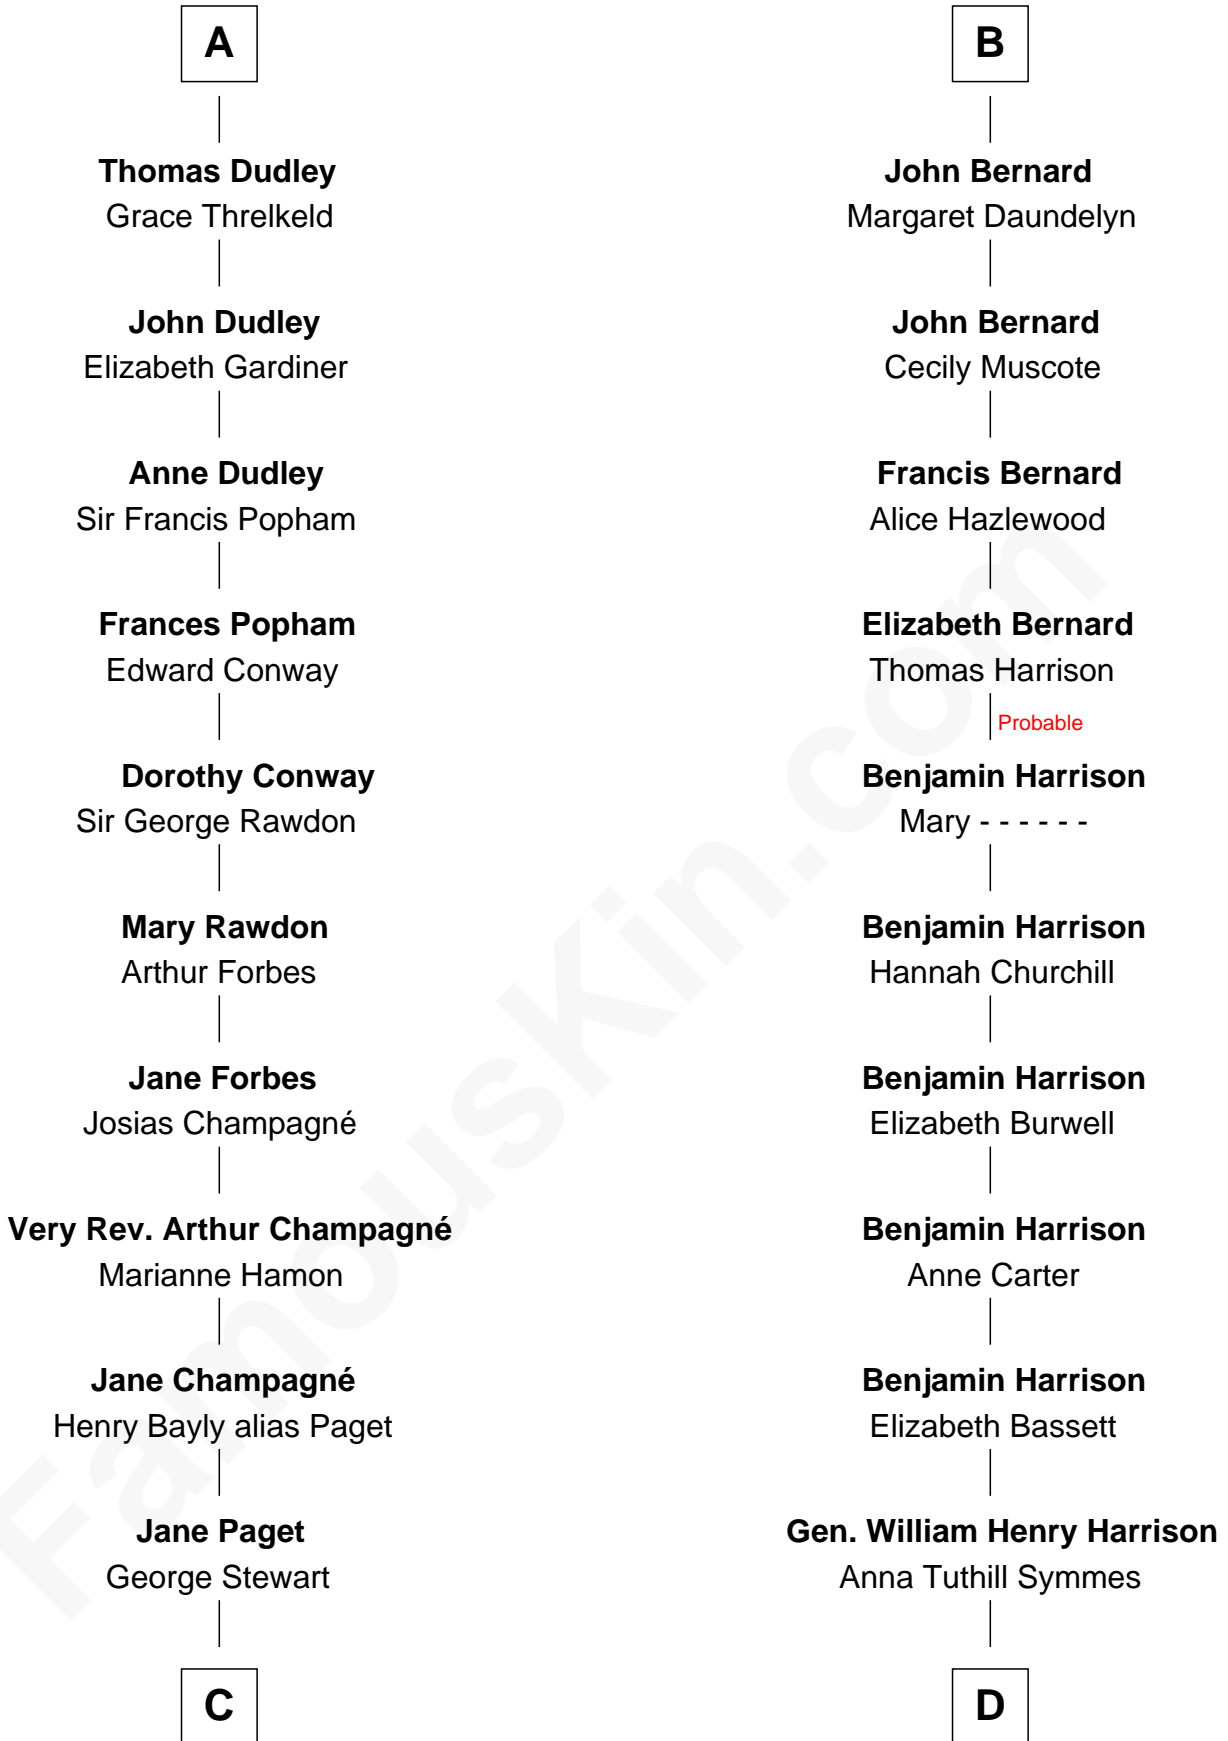 A
Thomas Dudley
Grace Threlkeld
John Dudley
Elizabeth Gardiner
Anne Dudley
Sir Francis Popham
Frances Popham
Edward Conway
Dorothy Conway
Sir George Rawdon
Mary Rawdon
Arthur Forbes
Jane Forbes
Josias Champagné
Very Rev. Arthur Champagné
Marianne Hamon
Jane Champagné
Henry Bayly alias Paget
Jane Paget
George Stewart
C
B
John Bernard
Margaret Daundelyn
John Bernard
Cecily Muscote
Francis Bernard
Alice Hazlewood
Elizabeth Bernard
Thomas Harrison
Probable
Benjamin Harrison
Mary - - - - - -
Benjamin Harrison
Hannah Churchill
Benjamin Harrison
Elizabeth Burwell
Benjamin Harrison
Anne Carter
Benjamin Harrison
Elizabeth Bassett
Gen. William Henry Harrison
Anna Tuthill Symmes
D
FamousKin.com